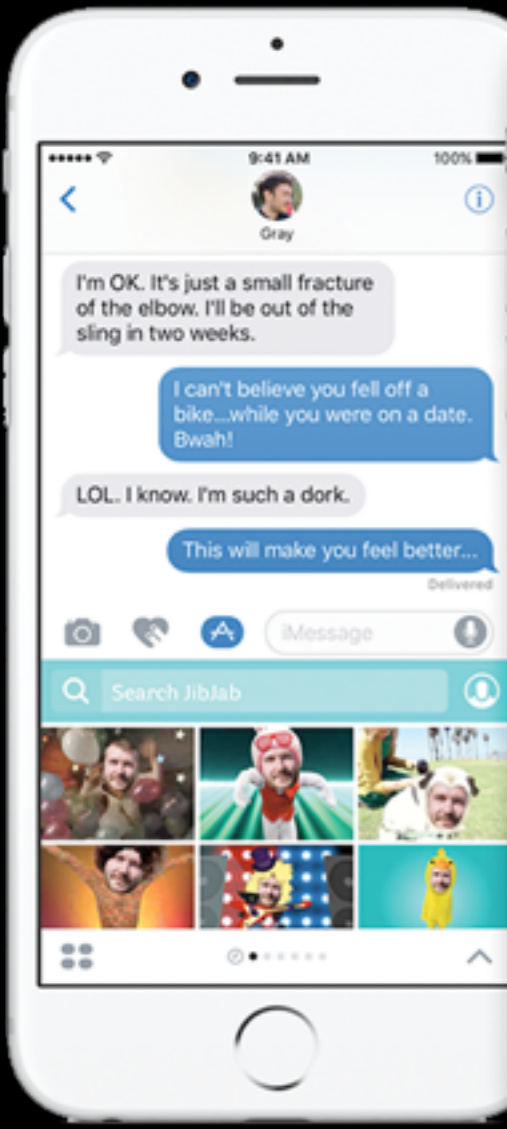 9:41 AM
100%
Gray
I'm OK. It's just a small fracture
of the elbow. I'll be out of the
sling in two weeks.
I can't believe you fell off a
bike...while you were on a date.
Bwah!
LOL. I know. I'm such a dork.
This will make you feel better...
Delivered
iMessage
Search JibJab